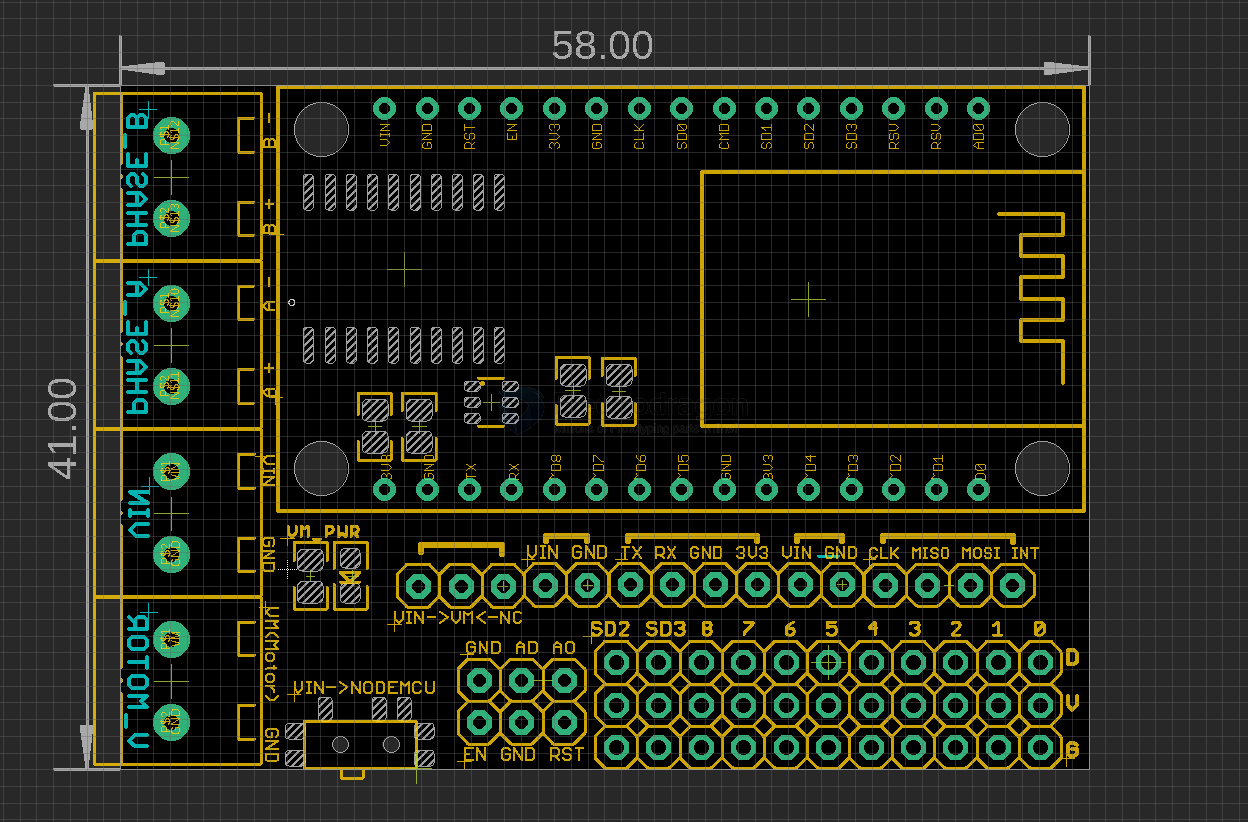 58.00
41.00
VIN GND RST EN 3V3 GND CLK SD0 CMD SD1 SD2 SD3 RSV RSV AD0
PHASE_B
B -
B +
PHASE_A
A -
A +
VIN
VIN
GND
V_MOTOR
VM(Motor)
GND
3V3 GND TX RX D8 D7 D6 D5 GND 3V3 D4 D3 D2 D1 D0
VM_PWR
VIN GND TX RX GND 3V3 VIN GND CLK MISO MOSI INT
VIN->VM<-NC
SD2 SD3 8 7 6 5 4 3 2 1 0
GND AD AO
D
V
G
VIN->NODEMCU
EN GND RST